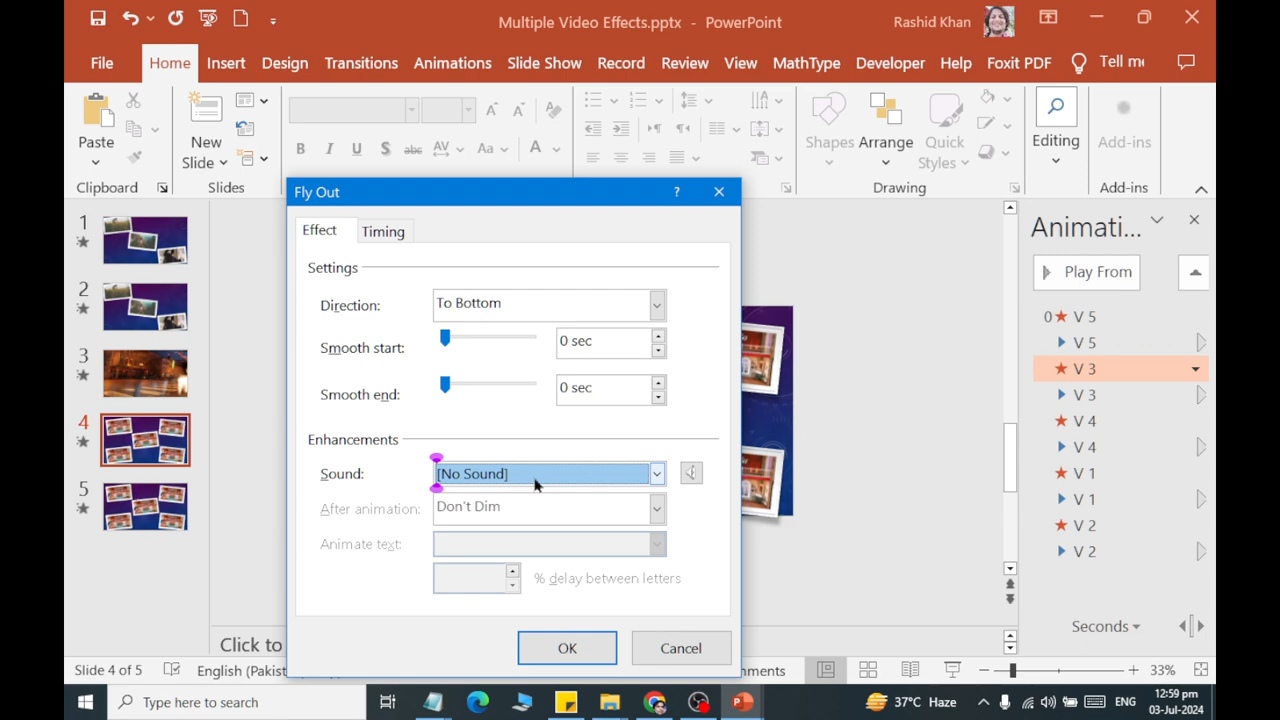 Multiple Video Effects.pptx - PowerPoint
Rashid Khan
File Home Insert Design Transitions Animations Slide Show Record Review View MathType Developer Help Foxit PDF Tell me
Paste
New
Slide
B I U S abc AV Aa A
Shapes Arrange Quick
Styles
Editing
Add-ins
Clipboard Slides Drawing Add-ins
Fly Out ?
Effect Timing
Settings
Direction: To Bottom
Smooth start: 0 sec
Smooth end: 0 sec
Enhancements
Sound: [No Sound]
After animation: Don't Dim
Animate text:
% delay between letters
OK Cancel
1
2
3
4
5
Animati...
Play From
0 V 5
V 5
V 3
V 3
V 4
V 4
V 1
V 1
V 2
V 2
Seconds
Click to
Slide 4 of 5 English (Pakist mments 33%
Type here to search
37°C Haze ENG
12:59 pm
03-Jul-2024